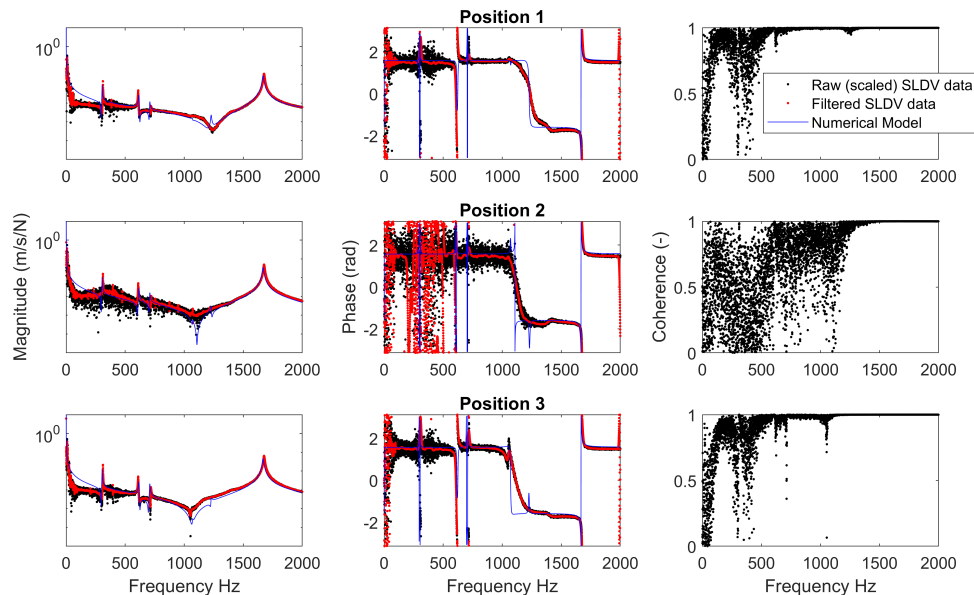 Position 1
10^0
0 500 1000 1500 2000
2
0
-2
0 500 1000 1500 2000
1
0.5
0
0 500 1000 1500 2000
Raw (scaled) SLDV data
Filtered SLDV data
Numerical Model
Position 2
Magnitude (m/s/N)
10^0
0 500 1000 1500 2000
Phase (rad)
2
0
-2
0 500 1000 1500 2000
Coherence (-)
1
0.5
0
0 500 1000 1500 2000
Position 3
10^0
0 500 1000 1500 2000
Frequency Hz
2
0
-2
0 500 1000 1500 2000
Frequency Hz
1
0.5
0
0 500 1000 1500 2000
Frequency Hz